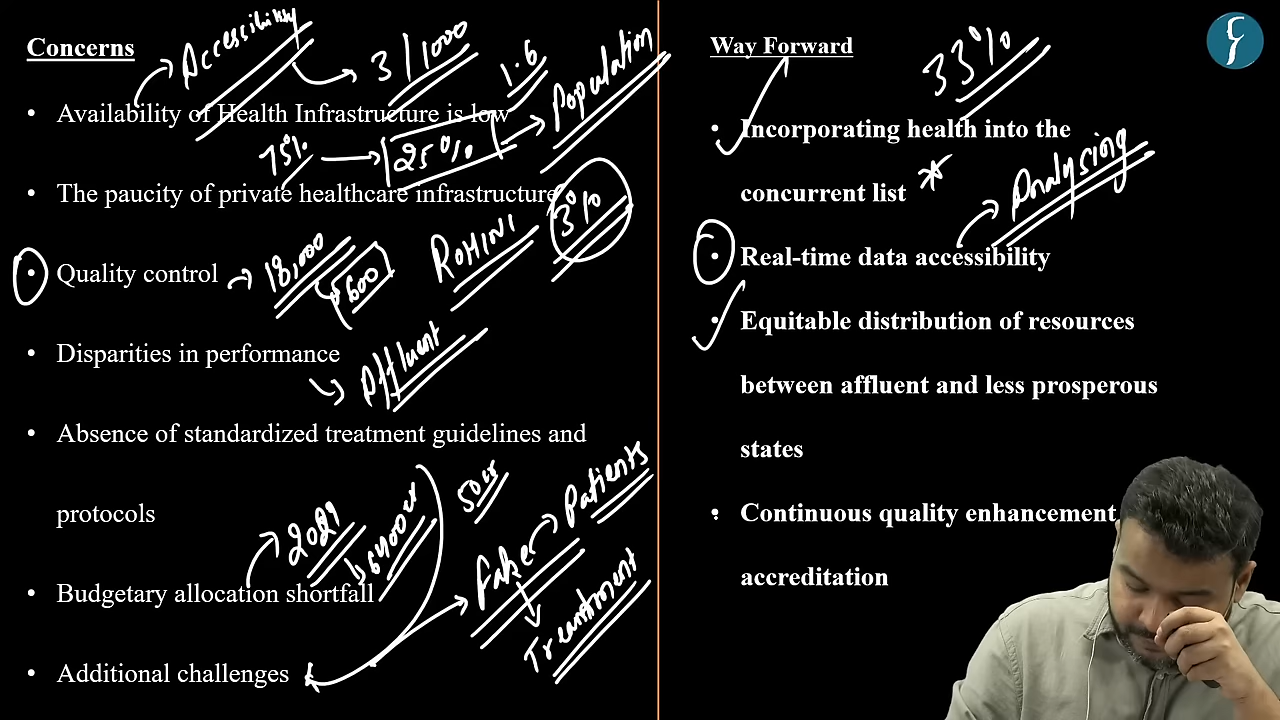 Concerns
Accessibility
3/1000
1.6
Availability of Health Infrastructure is low
75%
25%
Population
The paucity of private healthcare infrastructure
3%
Quality control
18,000
600
ROHINI
Disparities in performance
Affluent
Absence of standardized treatment guidelines and
protocols
50cr
Patients
Budgetary allocation shortfall
6400cr
Fake
Treatment
Additional challenges
Way Forward
33%
Incorporating health into the
concurrent list
Analysing
Real-time data accessibility
Equitable distribution of resources
between affluent and less prosperous
states
Continuous quality enhancement
accreditation